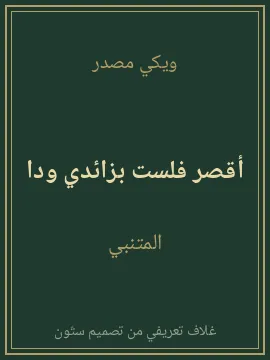 ويكي مصدر
أقصر فلست بزائدي ودا
المتنبي
غلاف تعريفي من تصميم سثون